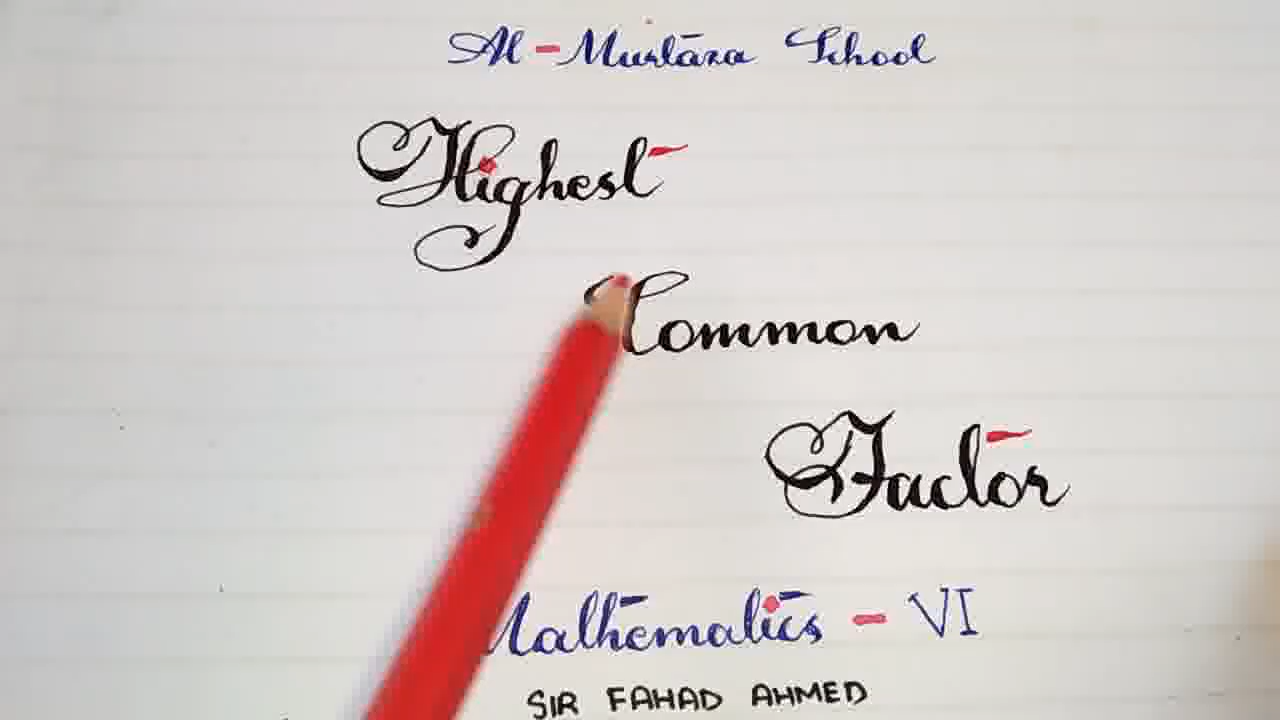 Al-Murtaza School
Highest
Common
Factor
Mathematics - VI
SIR FAHAD AHMED